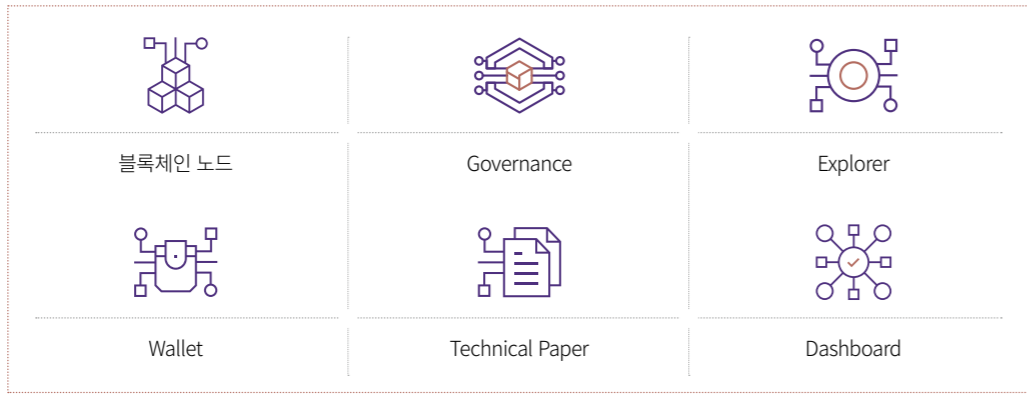 블록체인 노드
Governance
Explorer
Wallet
Technical Paper
Dashboard